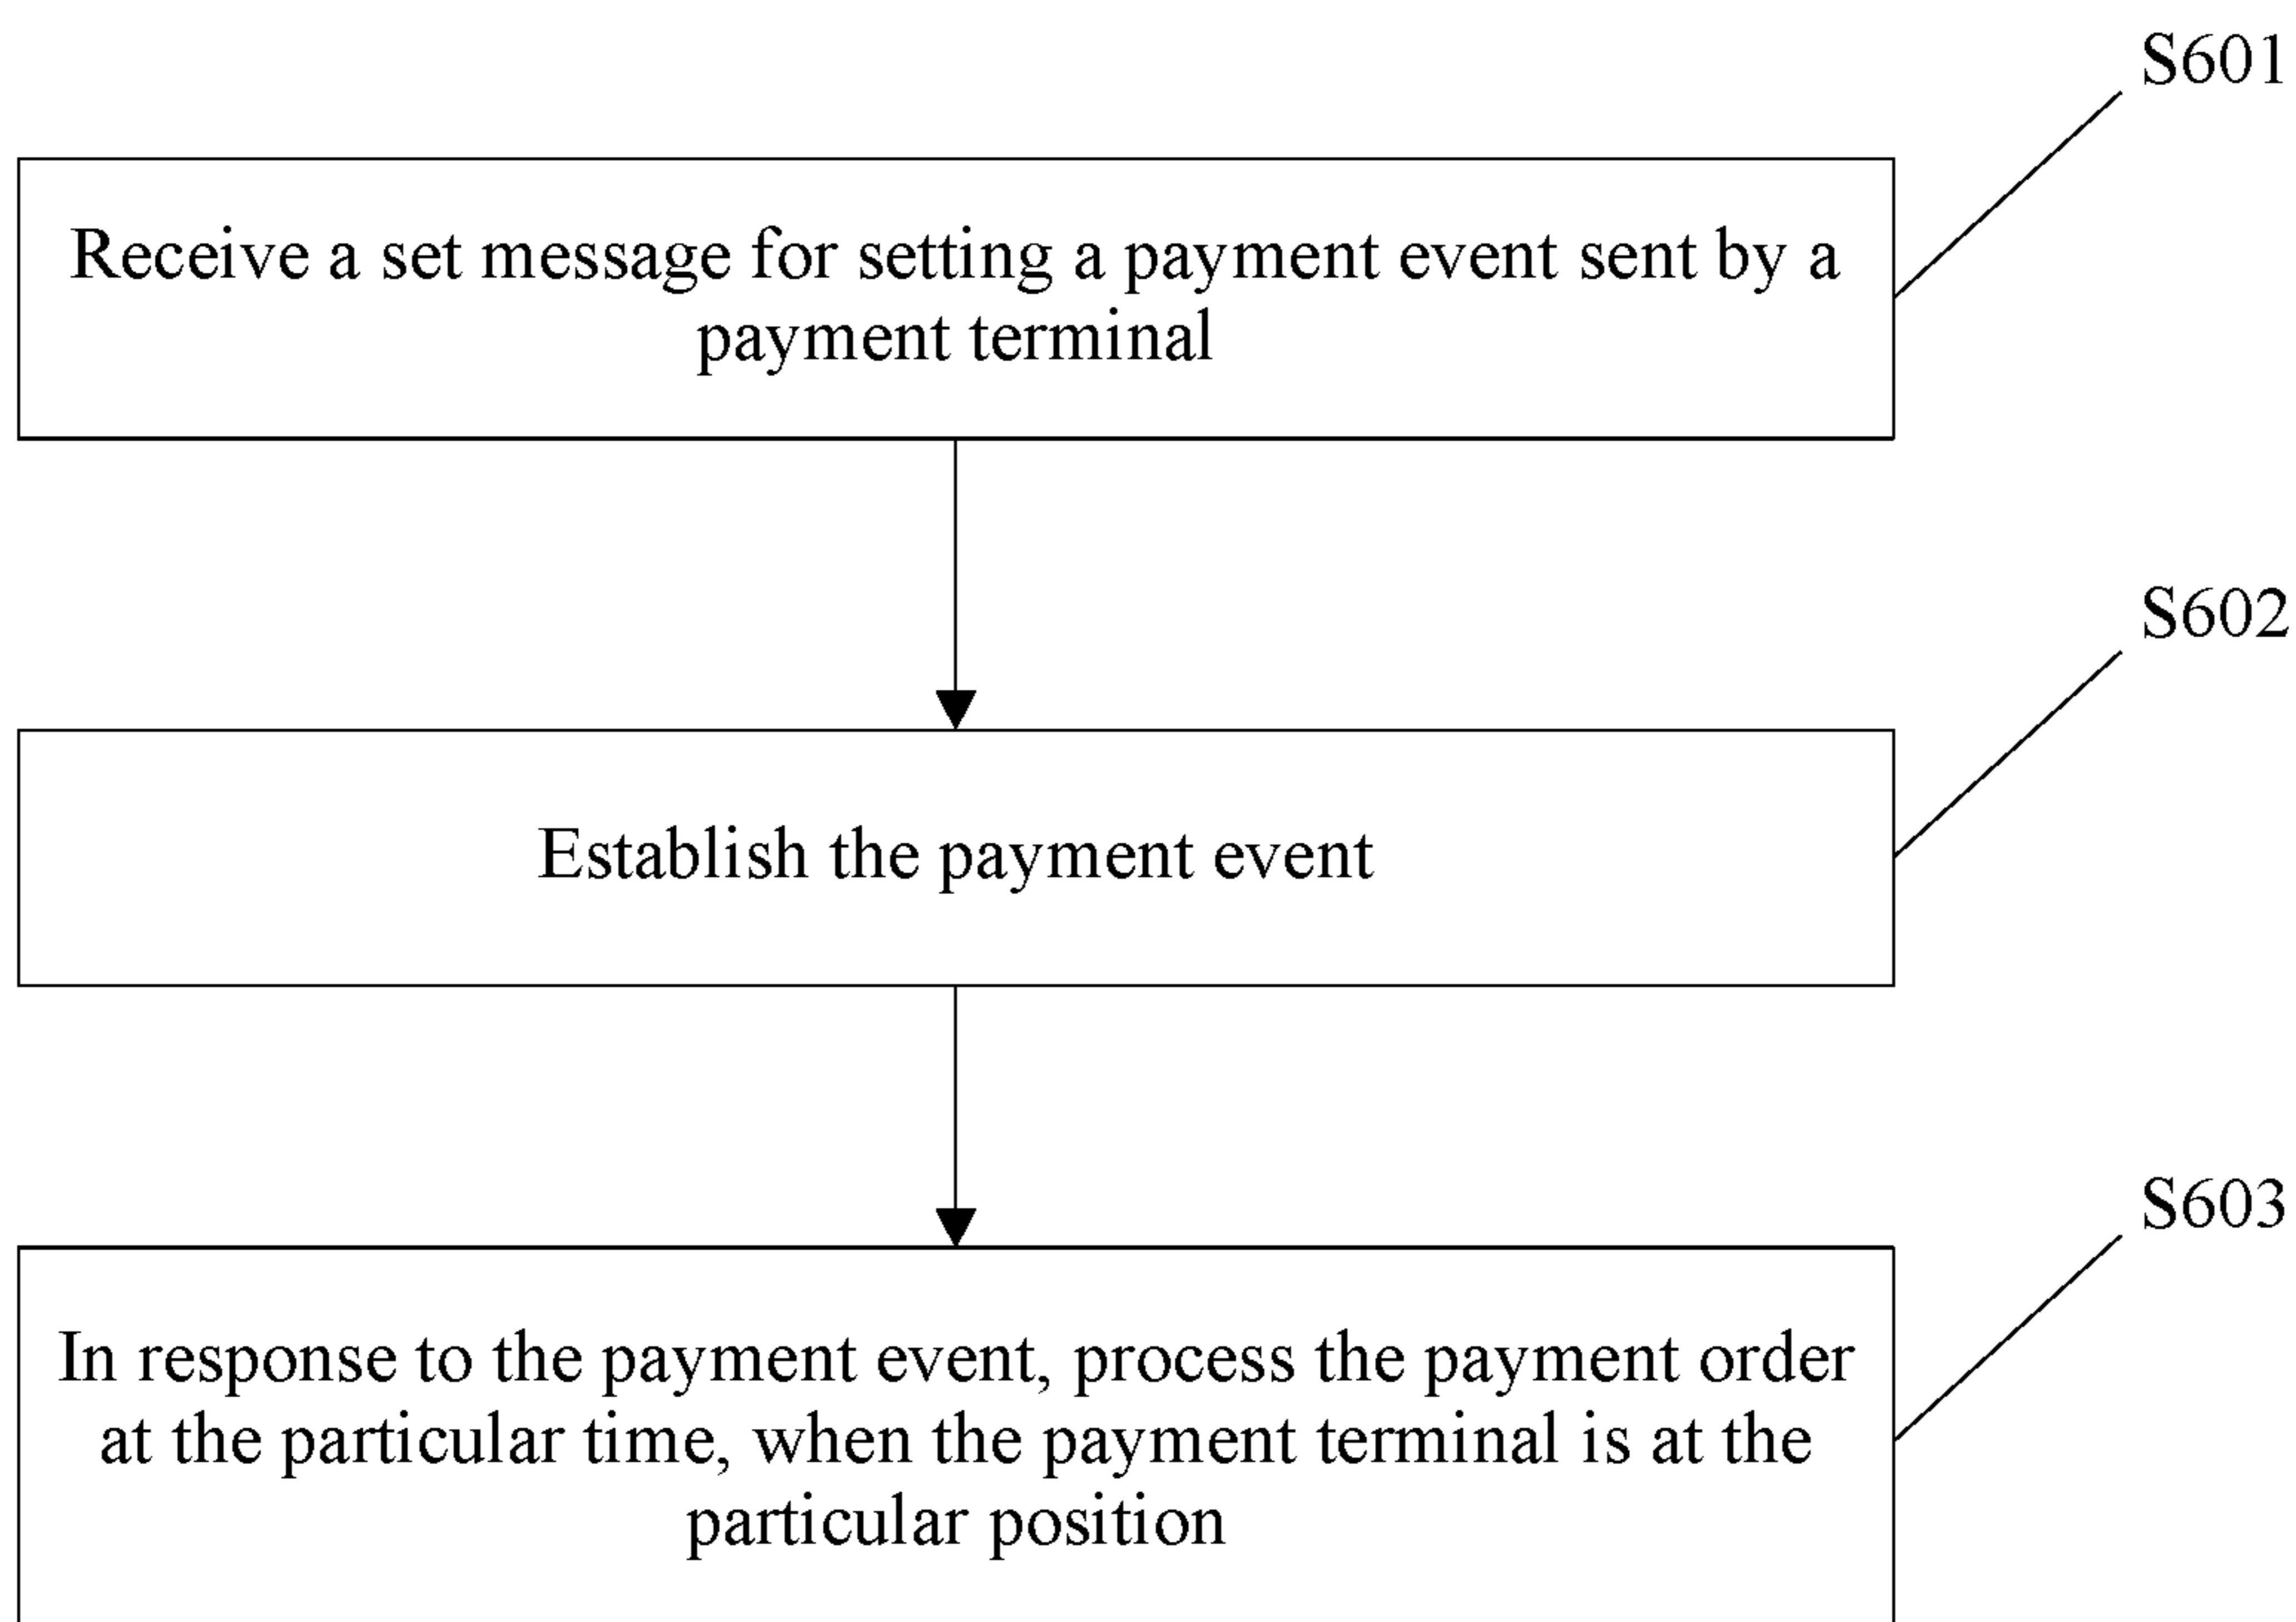 S601
Receive a set message for setting a payment event sent by a
payment terminal
S602
Establish the payment event
S603
In response to the payment event, process the payment order
at the particular time, when the payment terminal is at the
particular position